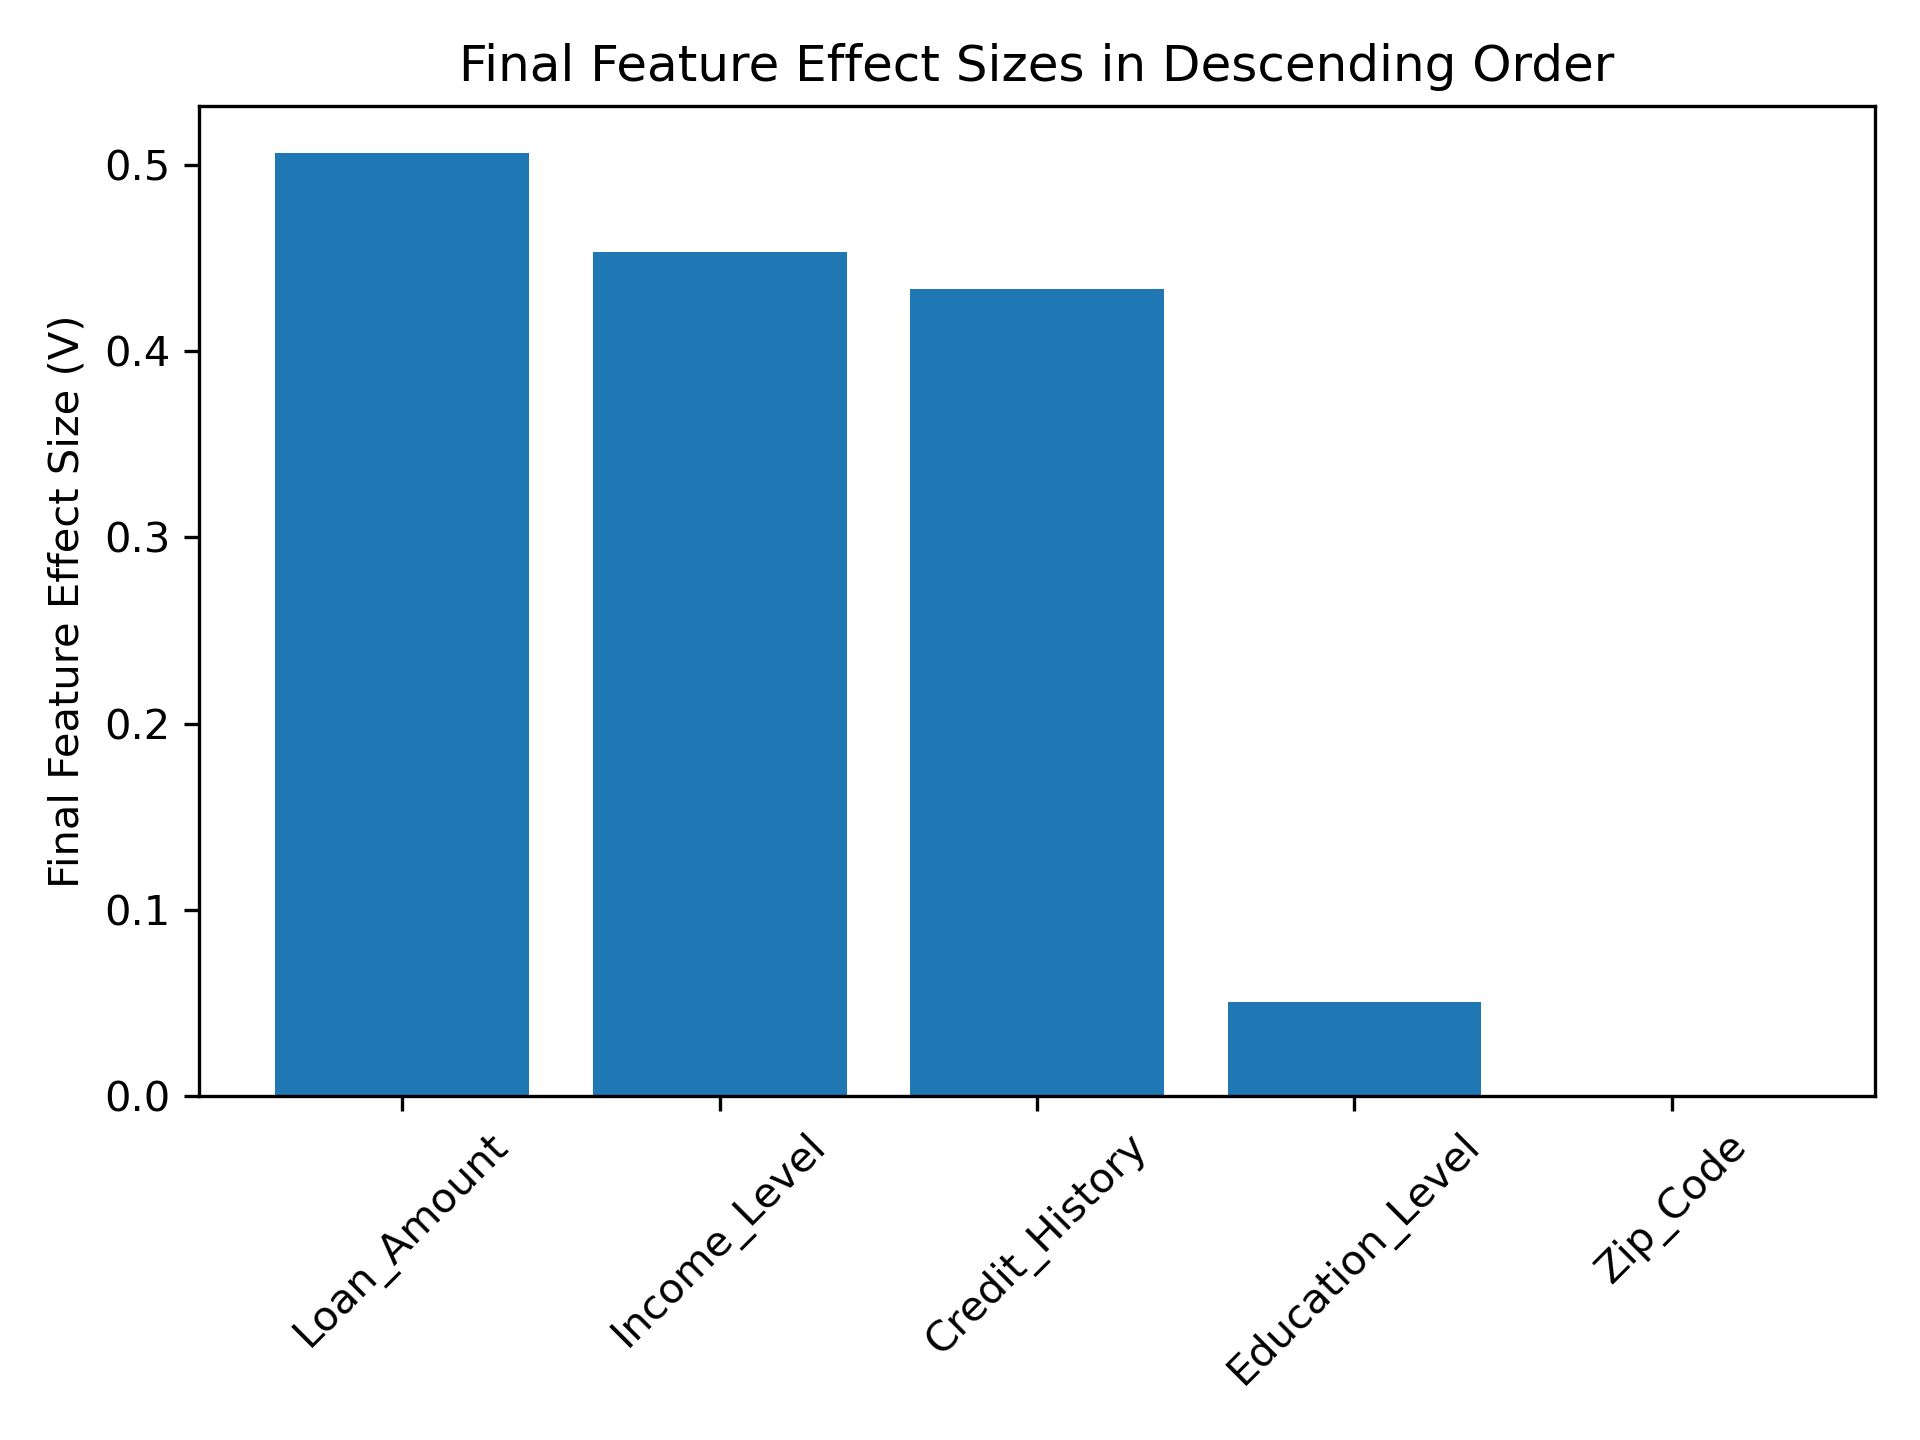 Final Feature Effect Sizes in Descending Order
Final Feature Effect Size (V)
0.5
0.4
0.3
0.2
0.1
0.0
Loan_Amount
Income_Level
Credit_History
Education_Level
Zip_Code